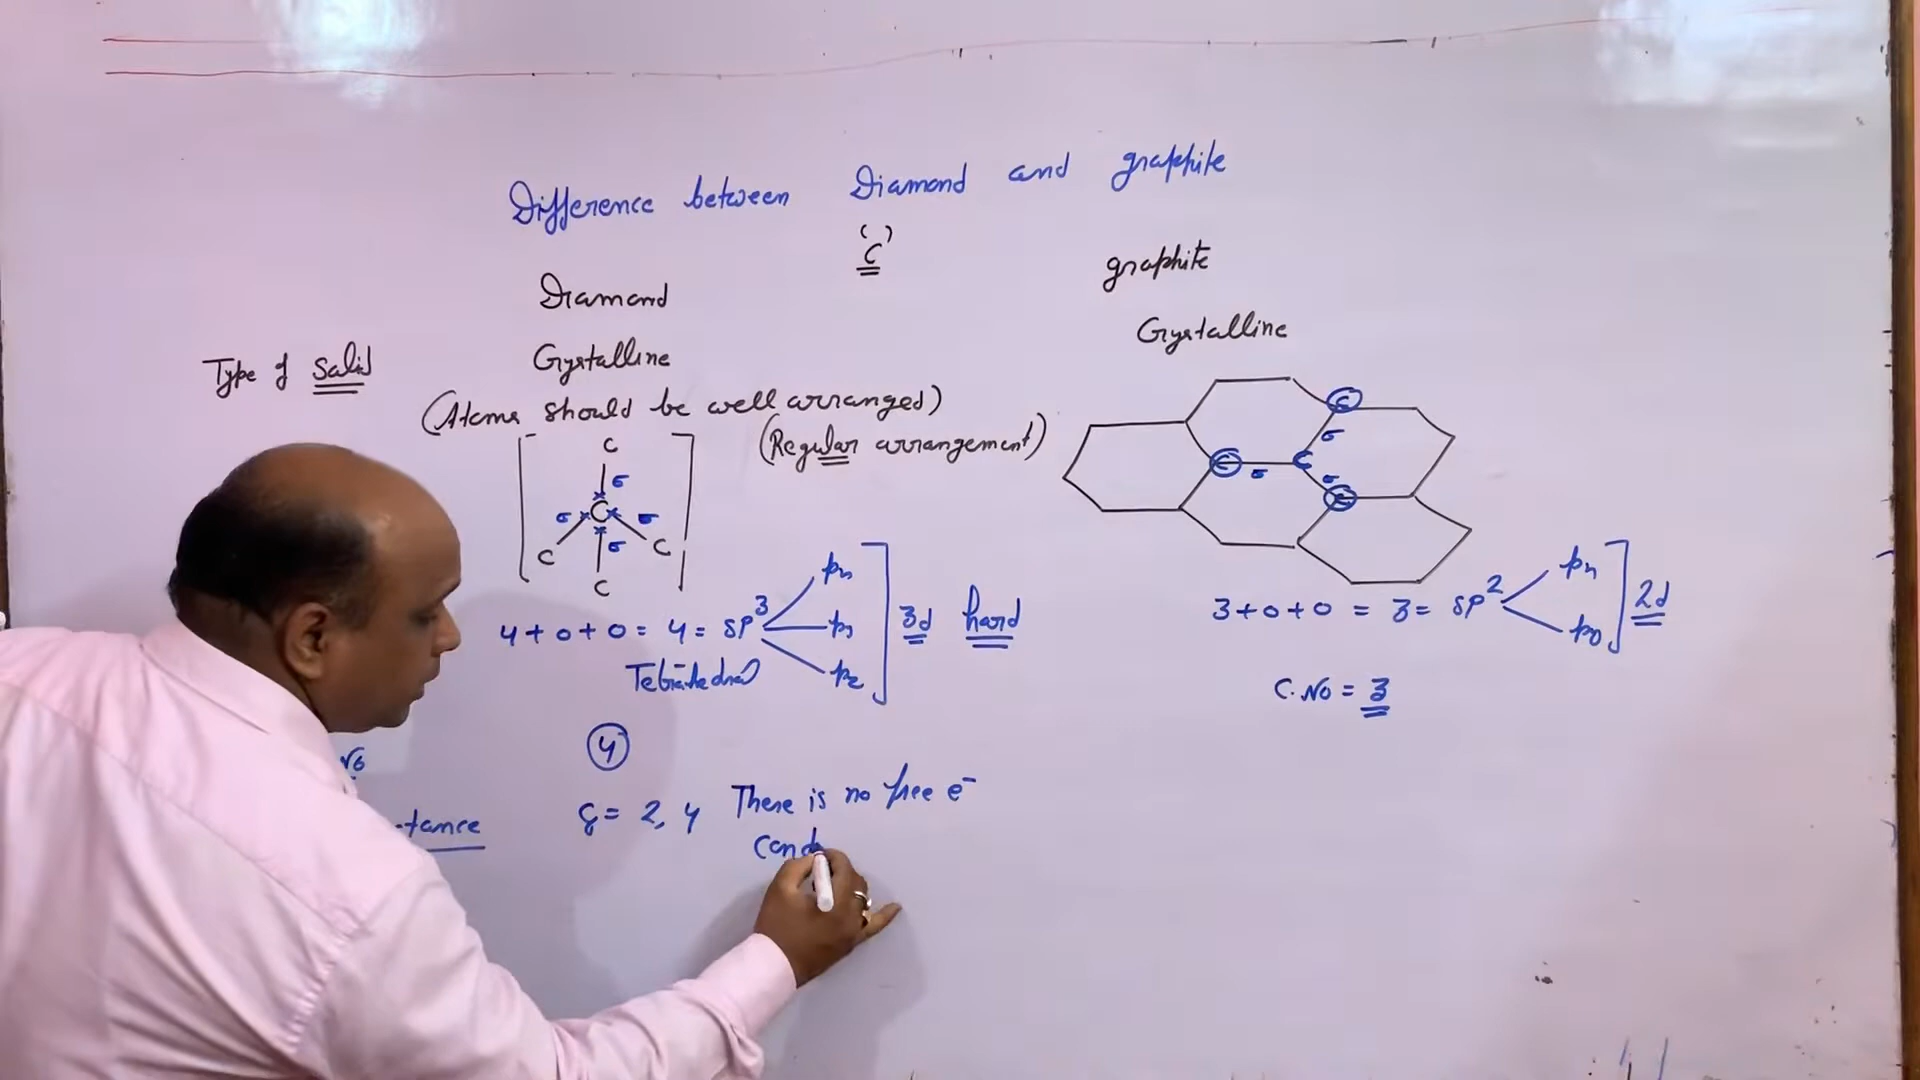 Difference between Diamond and graphite
( )
C
Diamond
graphite
Type of Solid
Crystalline
Crystalline
(Atoms should be well arranged)
(Regular arrangement)
C
σ
C
σ
σ
σ
C
C
C
C
σ
C
σ
C
σ
C
4+0+0 = 4 = SP³
px
py
pz
3d hard
Tetrahedral
3+0+0 = 3 = SP²
px
py
2d
C.NO = 3
4
No
-tance
2, 4 There is no free e⁻
Cond